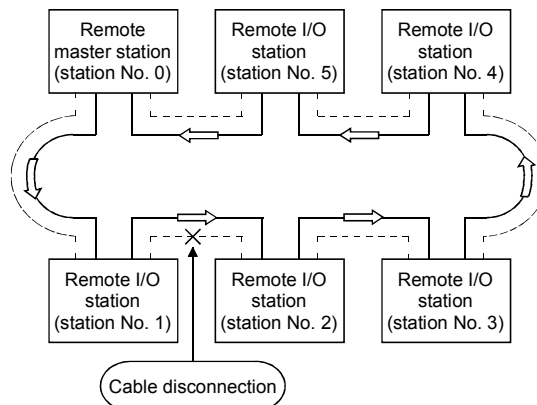 Remote
master station
(station No. 0)
Remote I/O
station
(station No. 5)
Remote I/O
station
(station No. 4)
Remote I/O
station
(station No. 1)
Remote I/O
station
(station No. 2)
Remote I/O
station
(station No. 3)
Cable disconnection